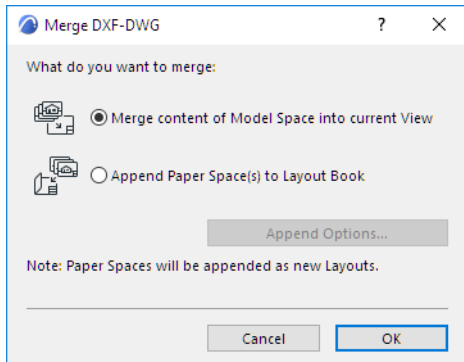 Merge DXF-DWG
What do you want to merge:
Merge content of Model Space into current View
Append Paper Space(s) to Layout Book
Append Options...
Note: Paper Spaces will be appended as new Layouts.
Cancel
OK